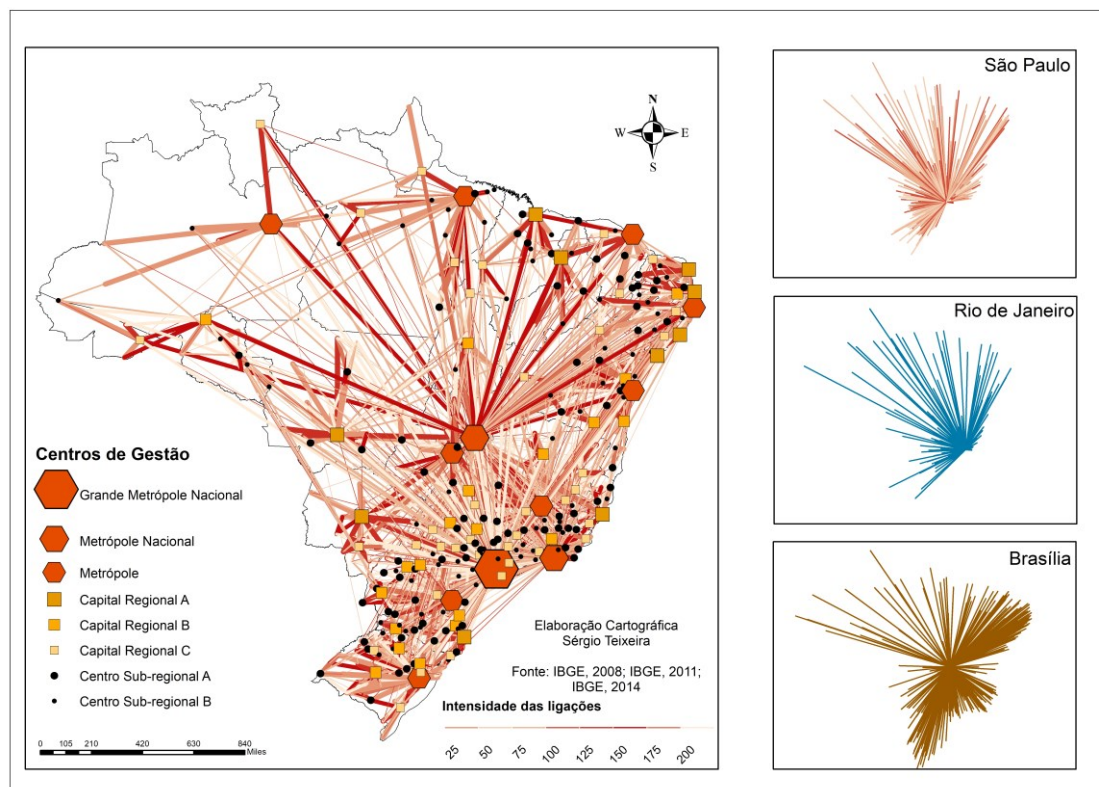 N
W E
S
Centros de Gestão
Grande Metrópole Nacional
Metrópole Nacional
Metrópole
Capital Regional A
Capital Regional B
Capital Regional C
Centro Sub-regional A
Centro Sub-regional B
0 105 210 420 630 840
Miles
Elaboração Cartográfica
Sérgio Teixeira
Fonte: IBGE, 2008; IBGE, 2011;
IBGE, 2014
Intensidade das ligações
25 50 75 100 125 150 175 200
São Paulo
Rio de Janeiro
Brasília